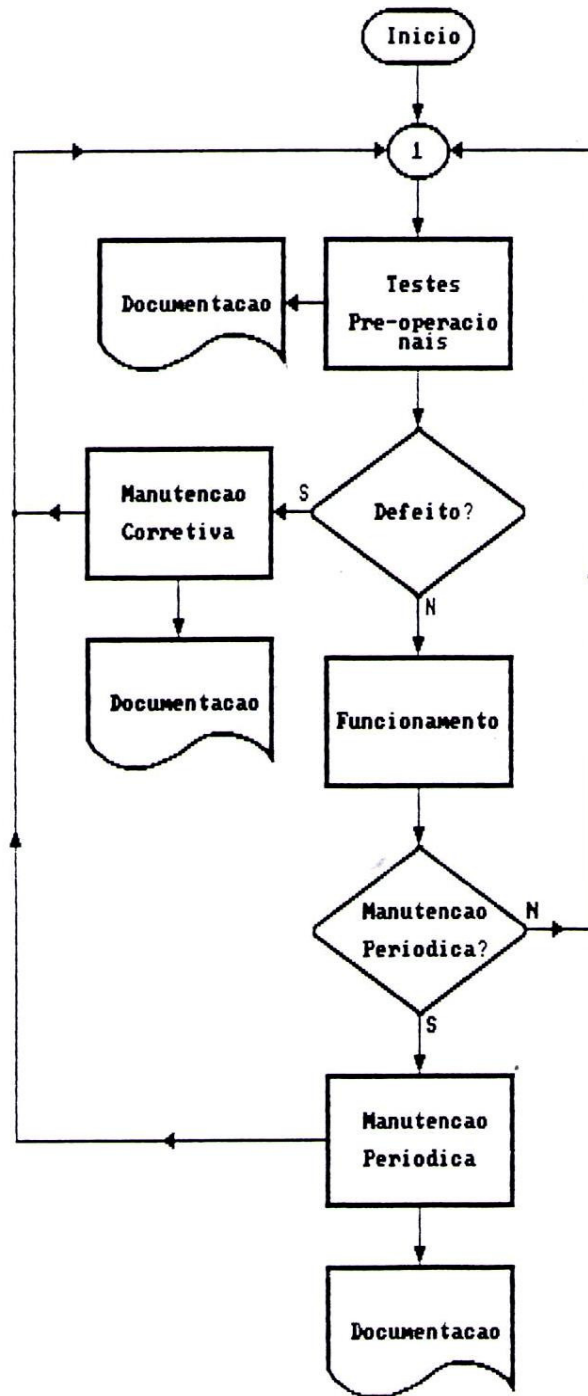 Inicio
1
Testes
Pre-operacio
nais
Documentacao
Defeito?
S
N
Manutencao
Corretiva
Documentacao
Funcionamento
Manutencao
Periodica?
N
S
Manutencao
Periodica
Documentacao